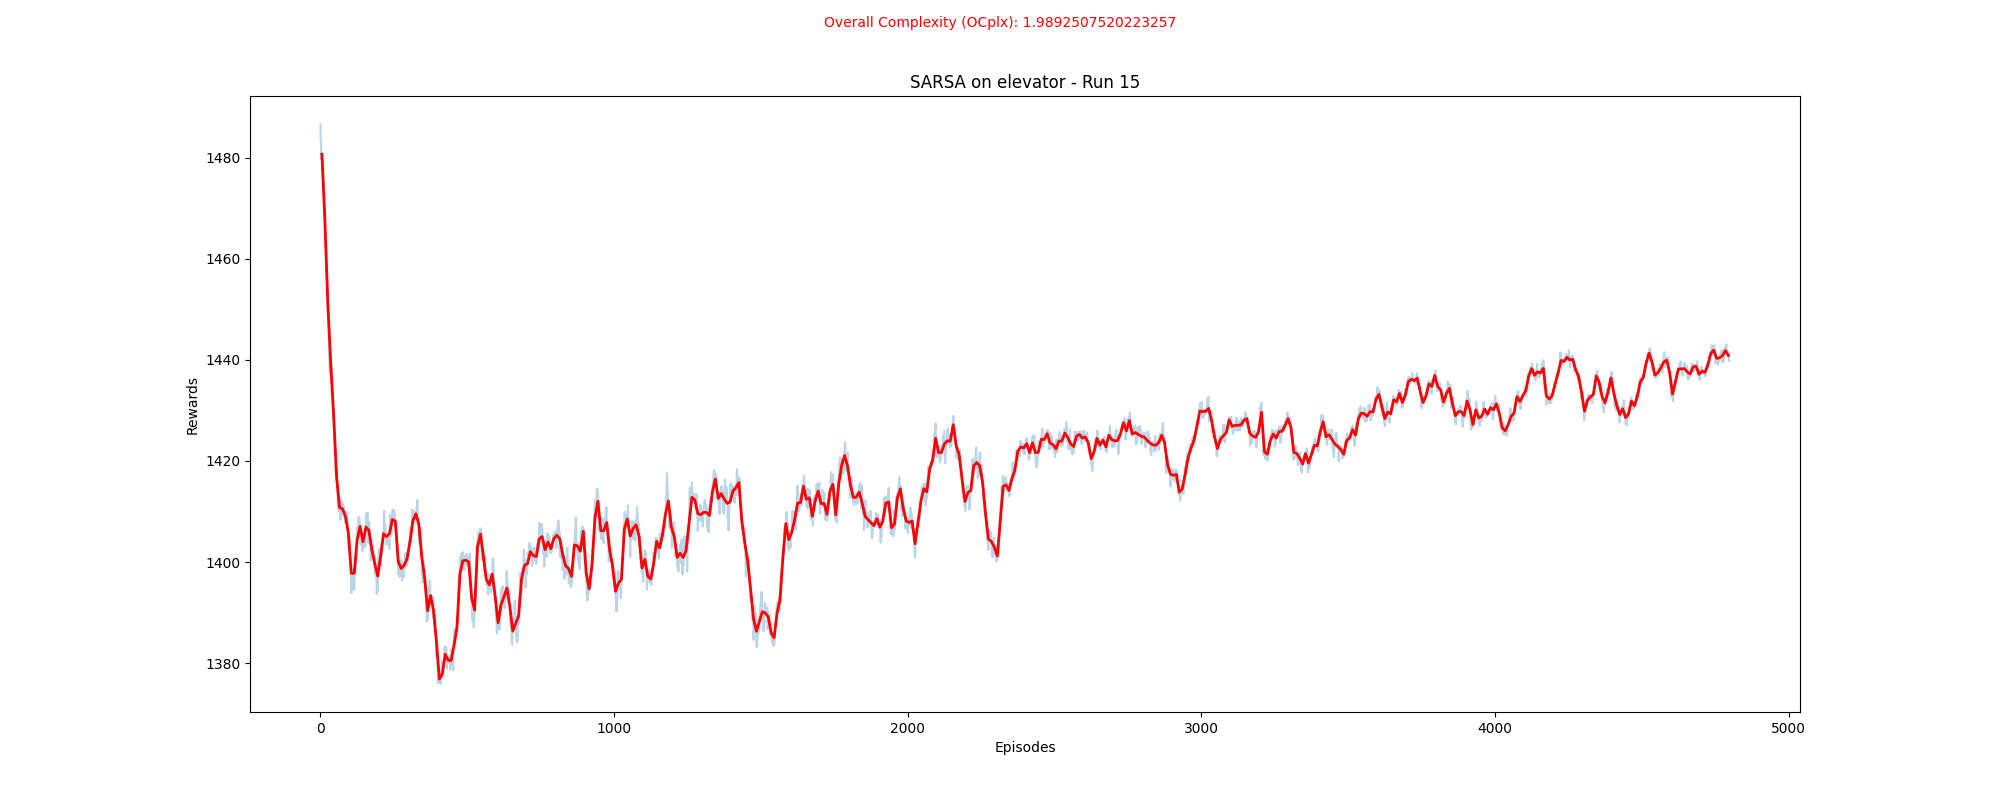 Overall Complexity (OCplx): 1.9892507520223257
SARSA on elevator - Run 15
1480
1460
1440
1420
1400
1380
Rewards
0 1000 2000 3000 4000 5000
Episodes